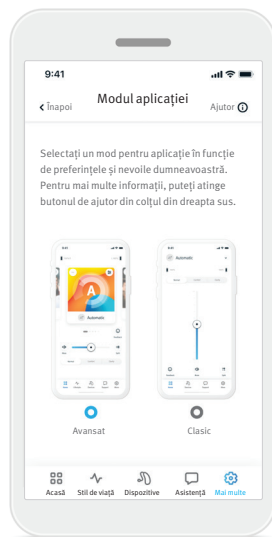 9:41
Înapoi
Modul aplicației
Ajutor
Selectați un mod pentru aplicație în funcție
de preferințele și nevoile dumneavoastră.
Pentru mai multe informații, puteți atinge
butonul de ajutor din colțul din dreapta sus.
A
Automatic
Automatic
Avansat
Clasic
Acasă
Stil de viață
Dispozitive
Asistență
Mai multe